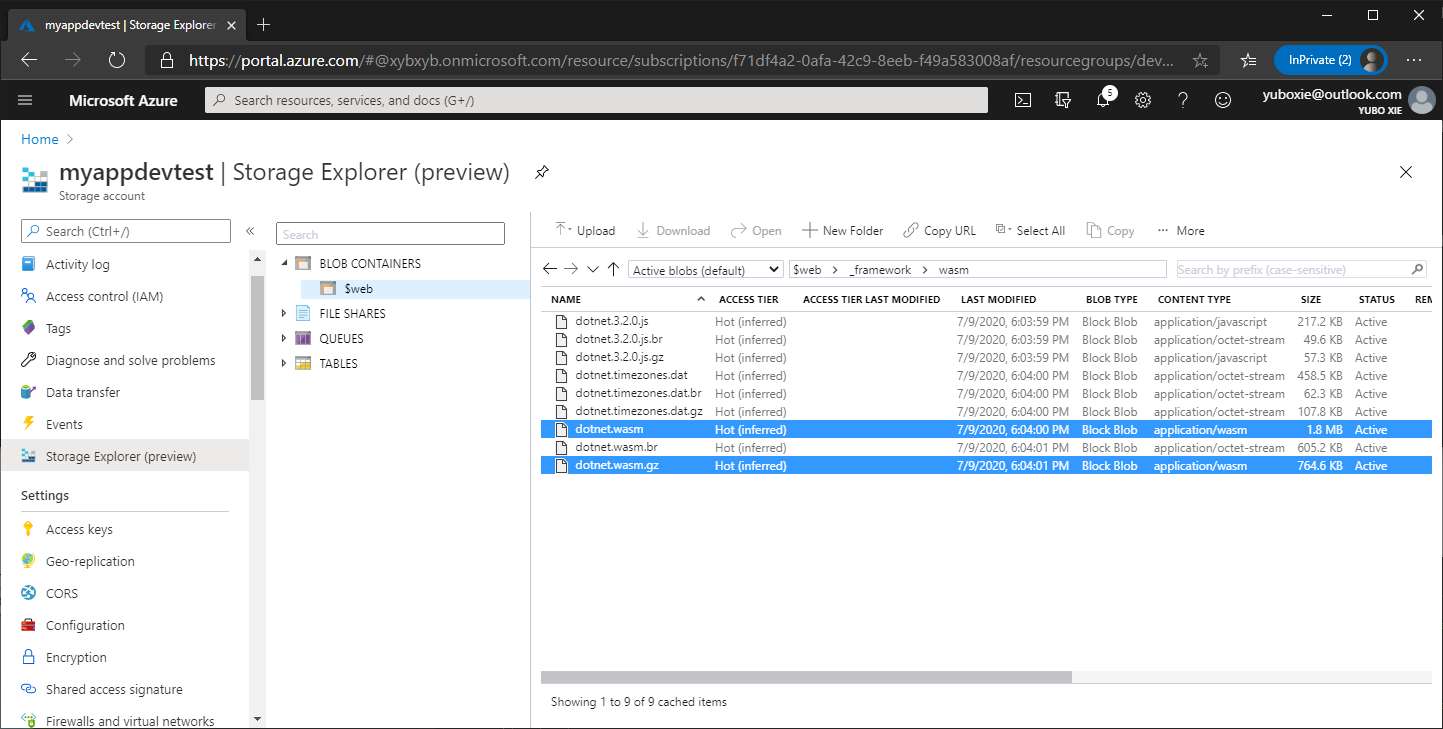 myappdevtest | Storage Explorer
https://portal.azure.com/#@xybxyb.onmicrosoft.com/resource/subscriptions/f71df4a2-0afa-42c9-8eeb-f49a583008af/resourcegroups/dev...
InPrivate (2)
Microsoft Azure
Search resources, services, and docs (G+/)
5
yuboxie@outlook.com
YUBO XIE
Home
myappdevtest | Storage Explorer (preview)
Storage account
Search (Ctrl+/)
Activity log
Access control (IAM)
Tags
Diagnose and solve problems
Data transfer
Events
Storage Explorer (preview)
Settings
Access keys
Geo-replication
CORS
Configuration
Encryption
Shared access signature
Firewalls and virtual networks
Search
BLOB CONTAINERS
$web
FILE SHARES
QUEUES
TABLES
Upload Download Open New Folder Copy URL Select All Copy More
Active blobs (default) $web _framework wasm Search by prefix (case-sensitive)
NAME ACCESS TIER ACCESS TIER LAST MODIFIED LAST MODIFIED BLOB TYPE CONTENT TYPE SIZE STATUS REM
dotnet.3.2.0.js Hot (inferred) 7/9/2020, 6:03:59 PM Block Blob application/javascript 217.2 KB Active
dotnet.3.2.0.js.br Hot (inferred) 7/9/2020, 6:03:59 PM Block Blob application/octet-stream 49.6 KB Active
dotnet.3.2.0.js.gz Hot (inferred) 7/9/2020, 6:03:59 PM Block Blob application/javascript 57.3 KB Active
dotnet.timezones.dat Hot (inferred) 7/9/2020, 6:04:00 PM Block Blob application/octet-stream 458.5 KB Active
dotnet.timezones.dat.br Hot (inferred) 7/9/2020, 6:04:00 PM Block Blob application/octet-stream 62.3 KB Active
dotnet.timezones.dat.gz Hot (inferred) 7/9/2020, 6:04:00 PM Block Blob application/octet-stream 107.8 KB Active
dotnet.wasm Hot (inferred) 7/9/2020, 6:04:00 PM Block Blob application/wasm 1.8 MB Active
dotnet.wasm.br Hot (inferred) 7/9/2020, 6:04:01 PM Block Blob application/octet-stream 605.2 KB Active
dotnet.wasm.gz Hot (inferred) 7/9/2020, 6:04:01 PM Block Blob application/wasm 764.6 KB Active
Showing 1 to 9 of 9 cached items